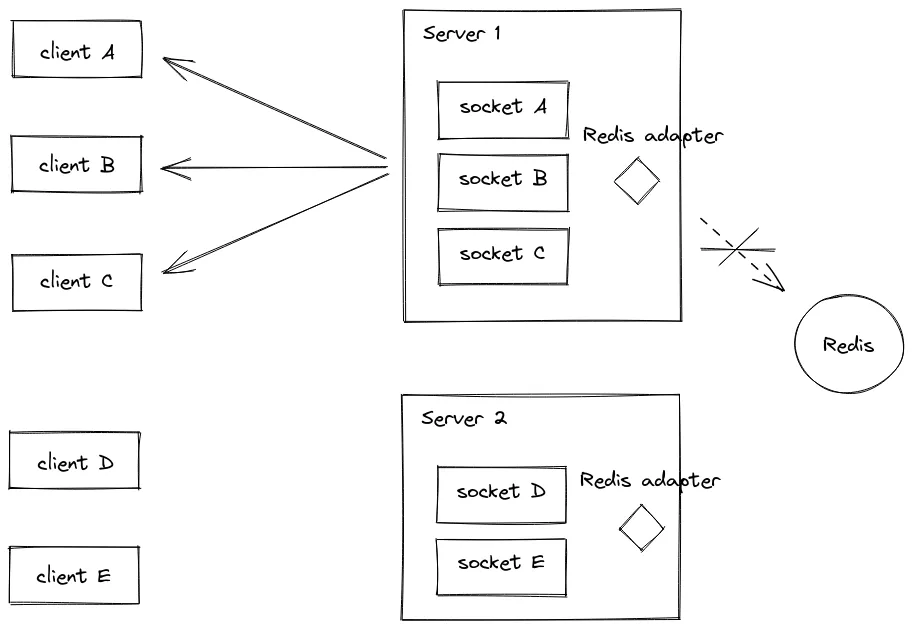 client A
client B
client C
client D
client E
Server 1
socket A
socket B
socket C
Redis adapter
Server 2
socket D
socket E
Redis adapter
Redis